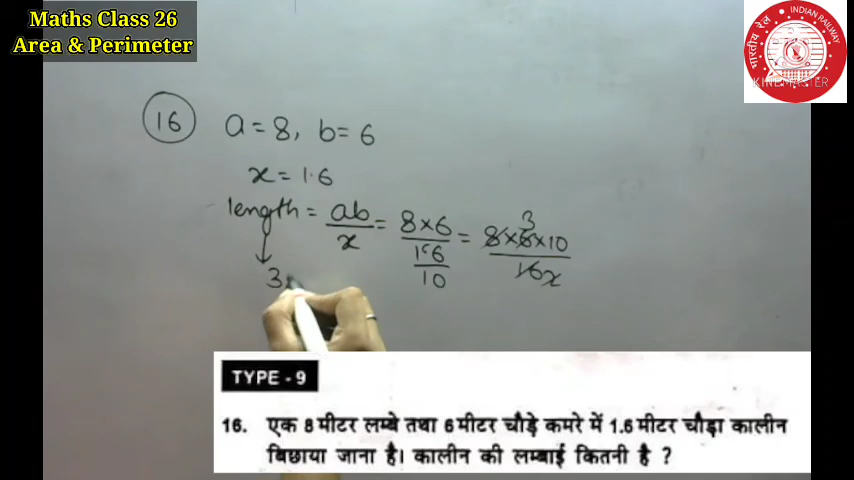 Maths Class 26
Area & Perimeter
भारतीय रेल INDIAN RAILWAY
KINEMASTER
16 a = 8, b = 6
x = 1.6
length = ab/x = 8×6/(16/10) = 8×6×10/16x
3
3
TYPE - 9
16. एक 8 मीटर लम्बे तथा 6 मीटर चौड़े कमरे में 1.6 मीटर चौड़ा कालीन
बिछाया जाना है। कालीन की लम्बाई कितनी है ?